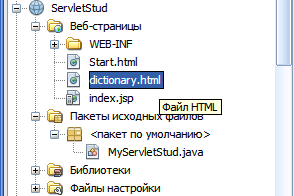 ServletStud
Веб-страницы
WEB-INF
Start.html
dictionary.html
index.jsp
Файл HTML
Пакеты исходных файлов
<пакет по умолчанию>
MyServletStud.java
Библиотеки
Файлы настройки